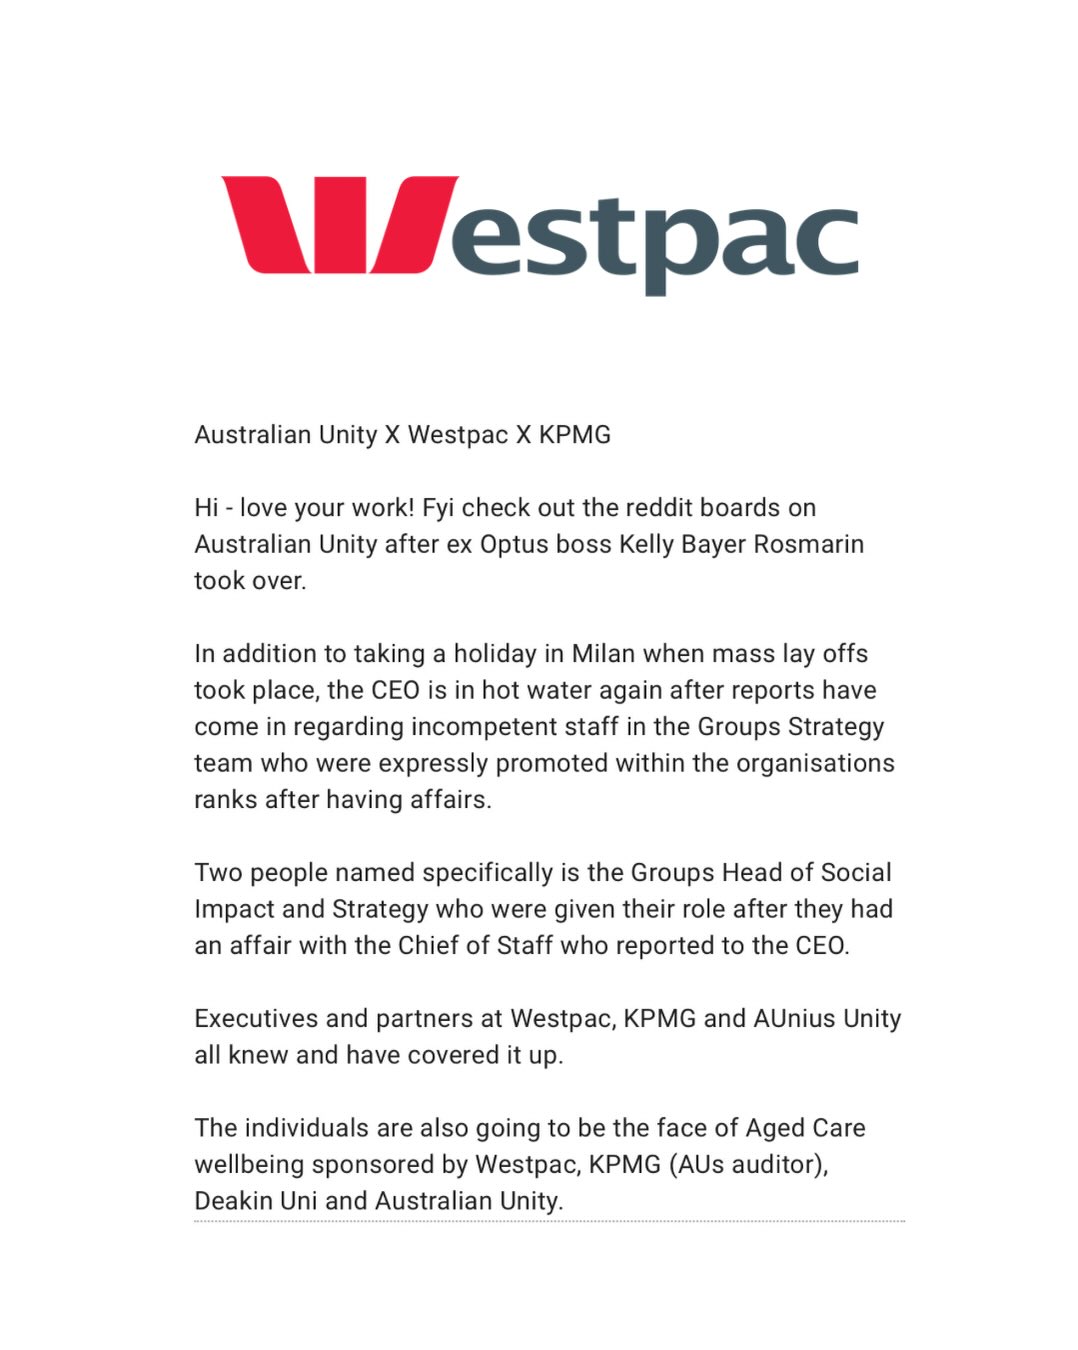 Westpac
Australian Unity X Westpac X KPMG
Hi - love your work! Fyi check out the reddit boards on
Australian Unity after ex Optus boss Kelly Bayer Rosmarin
took over.
In addition to taking a holiday in Milan when mass lay offs
took place, the CEO is in hot water again after reports have
come in regarding incompetent staff in the Groups Strategy
team who were expressly promoted within the organisations
ranks after having affairs.
Two people named specifically is the Groups Head of Social
Impact and Strategy who were given their role after they had
an affair with the Chief of Staff who reported to the CEO.
Executives and partners at Westpac, KPMG and AUnius Unity
all knew and have covered it up.
The individuals are also going to be the face of Aged Care
wellbeing sponsored by Westpac, KPMG (AUs auditor),
Deakin Uni and Australian Unity.